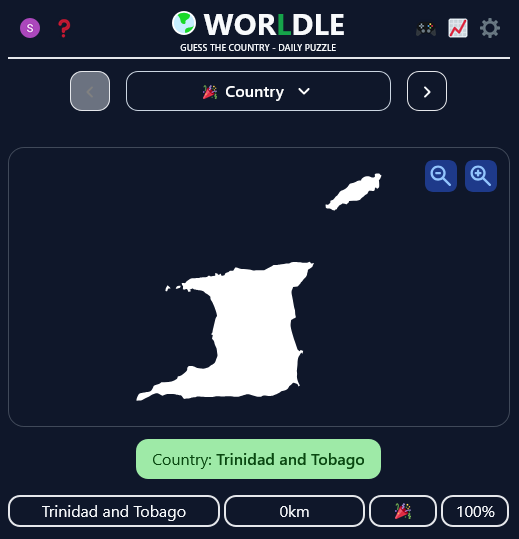 S
WORLDLE
GUESS THE COUNTRY - DAILY PUZZLE
Country
Country: Trinidad and Tobago
Trinidad and Tobago 0km 100%